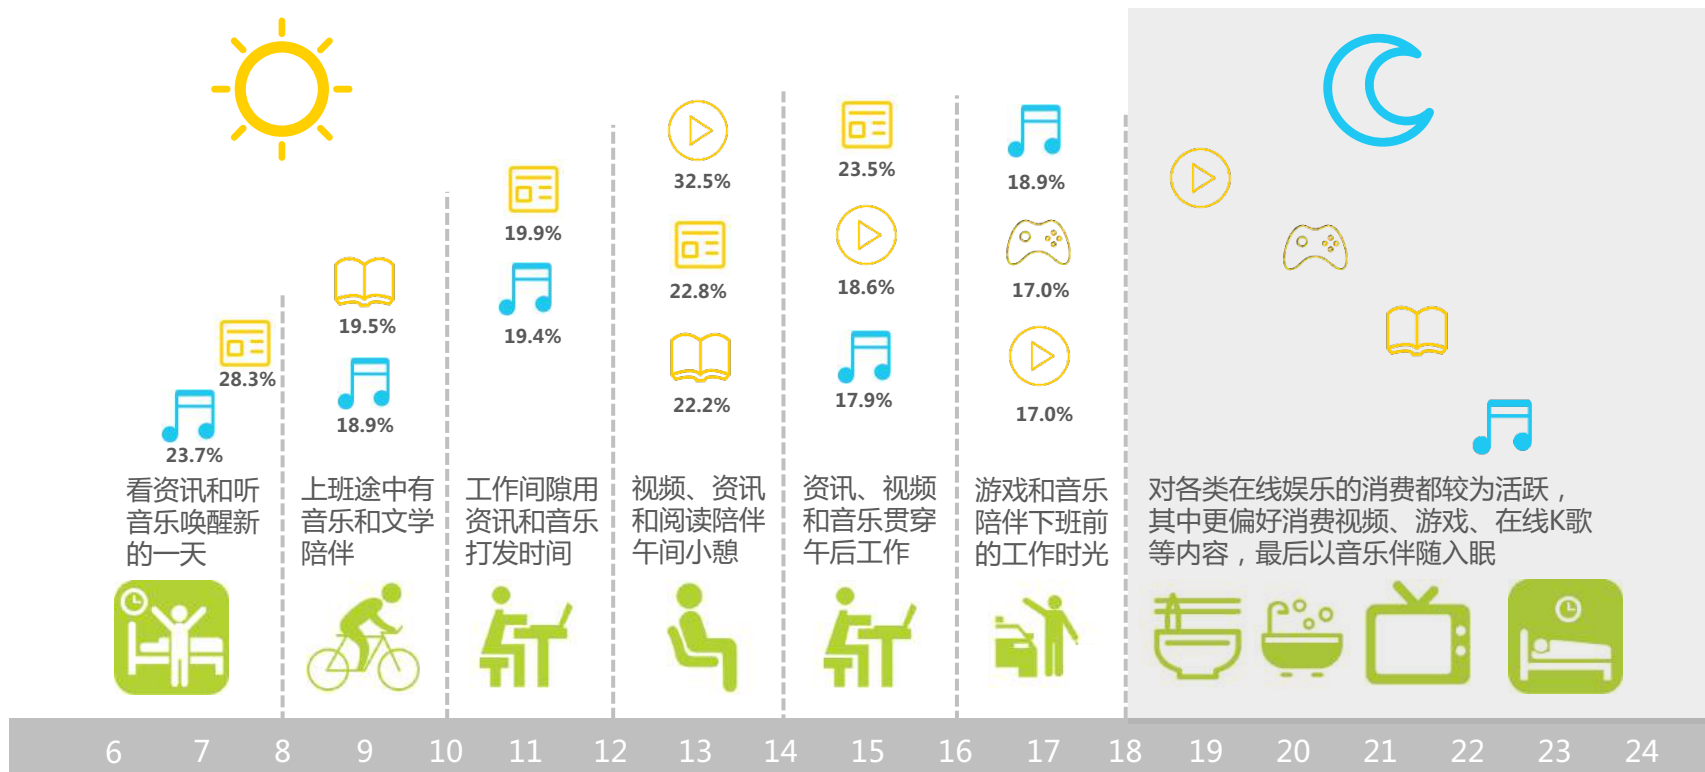 28.3%
23.7%
看资讯和听
音乐唤醒新
的一天
19.5%
18.9%
上班途中有
音乐和文学
陪伴
19.9%
19.4%
工作间隙用
资讯和音乐
打发时间
32.5%
22.8%
22.2%
视频、资讯
和阅读陪伴
午间小憩
23.5%
18.6%
17.9%
资讯、视频
和音乐贯穿
午后工作
18.9%
17.0%
17.0%
游戏和音乐
陪伴下班前
的工作时光
对各类在线娱乐的消费都较为活跃，
其中更偏好消费视频、游戏、在线K歌
等内容，最后以音乐伴随入眠
6 7 8 9 10 11 12 13 14 15 16 17 18 19 20 21 22 23 24